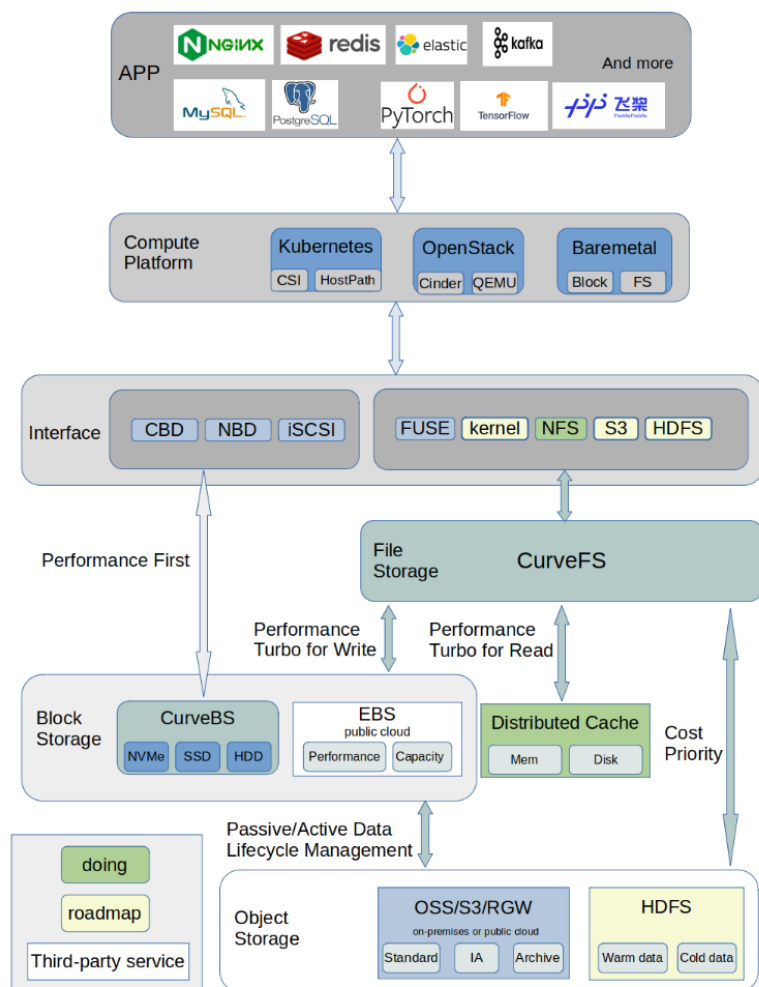 NGINX
redis
elastic
kafka
APP
And more
MySQL
PostgreSQL
PyTorch
TensorFlow
飞桨
PaddlePaddle
Compute
Platform
Kubernetes
CSI
HostPath
OpenStack
Cinder
QEMU
Baremetal
Block
FS
Interface
CBD
NBD
iSCSI
FUSE
kernel
NFS
S3
HDFS
Performance First
File
Storage
CurveFS
Performance
Turbo for Write
Performance
Turbo for Read
Block
Storage
CurveBS
NVMe
SSD
HDD
EBS
public cloud
Performance
Capacity
Distributed Cache
Mem
Disk
Cost
Priority
Passive/Active Data
Lifecycle Management
doing
roadmap
Third-party service
Object
Storage
OSS/S3/RGW
on-premises or public cloud
Standard
IA
Archive
HDFS
Warm data
Cold data